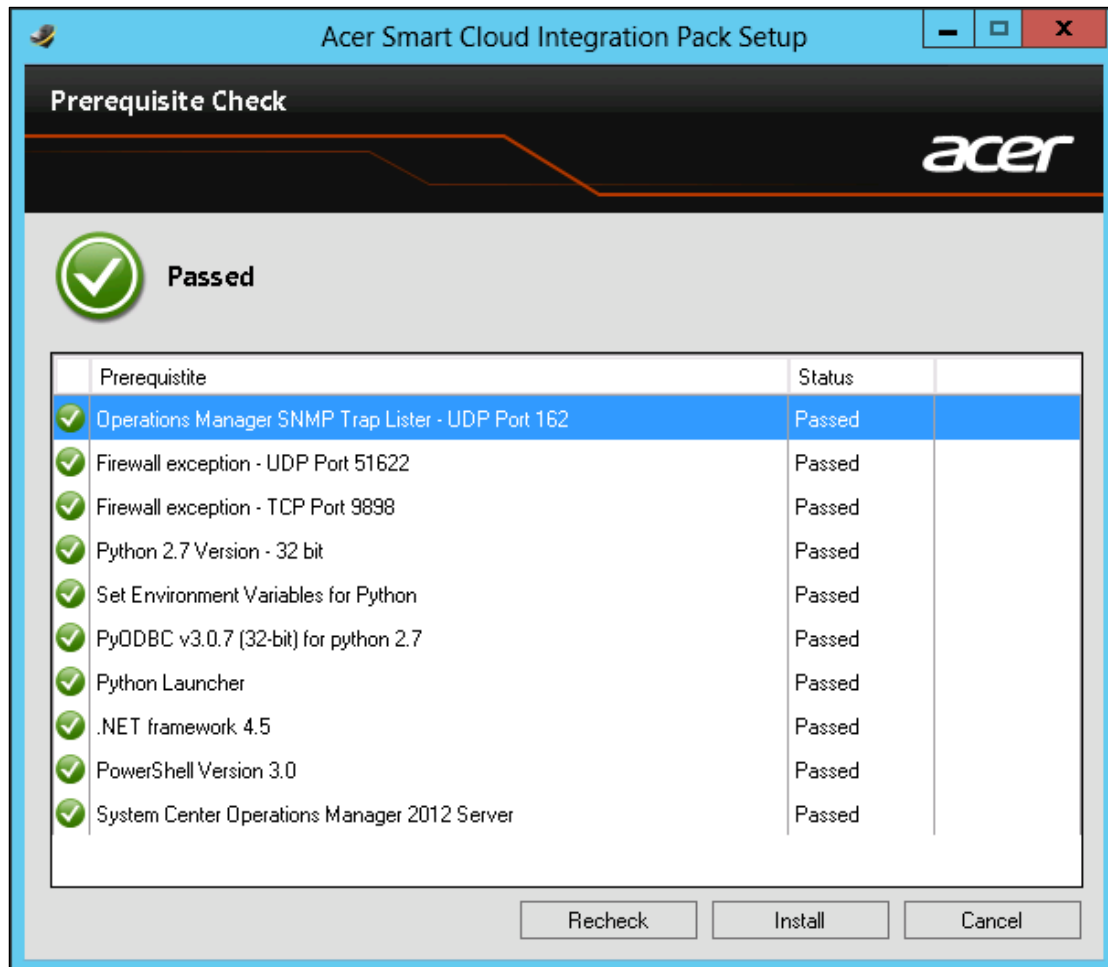 Acer Smart Cloud Integration Pack Setup
Prerequisite Check
acer
Passed
Prerequistite Status
Operations Manager SNMP Trap Lister - UDP Port 162 Passed
Firewall exception - UDP Port 51622 Passed
Firewall exception - TCP Port 9898 Passed
Python 2.7 Version - 32 bit Passed
Set Environment Variables for Python Passed
PyODBC v3.0.7 (32-bit) for python 2.7 Passed
Python Launcher Passed
.NET framework 4.5 Passed
PowerShell Version 3.0 Passed
System Center Operations Manager 2012 Server Passed
Recheck Install Cancel